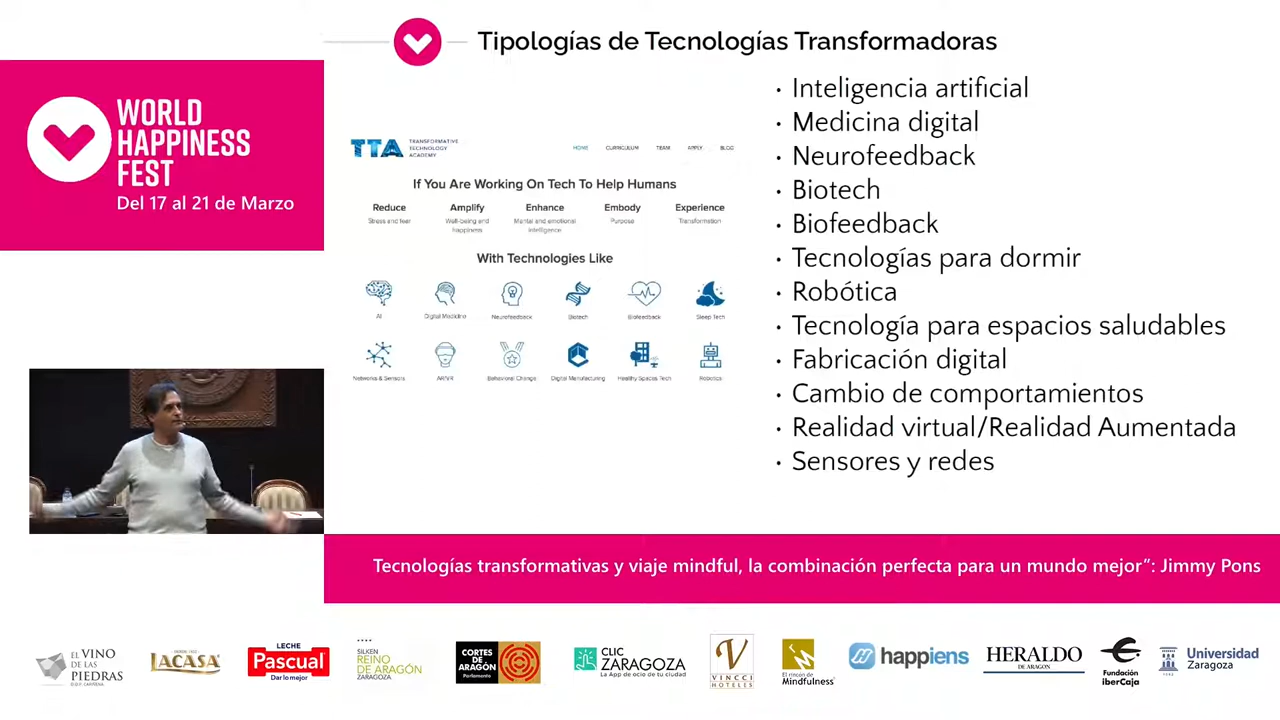 Tipologías de Tecnologías Transformadoras
WORLD
HAPPINESS
FEST
Del 17 al 21 de Marzo
TTA
TRANSFORMATIVE
TECHNOLOGY
ACADEMY
HOME CURRICULUM TEAM APPLY BLOG
If You Are Working On Tech To Help Humans
Reduce Amplify Enhance Embody Experience
Stress and fear Well-being and Mental and emotional Purpose Transformation
happiness intelligence
With Technologies Like
AI Digital Medicine Neurofeedback Biotech Biofeedback Sleep Tech
Networks & Sensors AR/VR Behavioral Change Digital Manufacturing Healthy Spaces Tech Robotics
• Inteligencia artificial
• Medicina digital
• Neurofeedback
• Biotech
• Biofeedback
• Tecnologías para dormir
• Robótica
• Tecnología para espacios saludables
• Fabricación digital
• Cambio de comportamientos
• Realidad virtual/Realidad Aumentada
• Sensores y redes
Tecnologías transformativas y viaje mindful, la combinación perfecta para un mundo mejor”: Jimmy Pons
EL VINO
DE LAS
PIEDRAS
LACASA
LECHE
Pascual
Dar lo mejor
SILKEN
REINO
DE ARAGÓN
ZARAGOZA
CORTES
DE
ARAGÓN
Parlamento
CLIC
ZARAGOZA
La App de ocio de tu ciudad
V
VINCCI
HOTELES
El rincón de
Mindfulness
happiens
HERALDO
DE ARAGON
Fundación
iberCaja
Universidad
Zaragoza